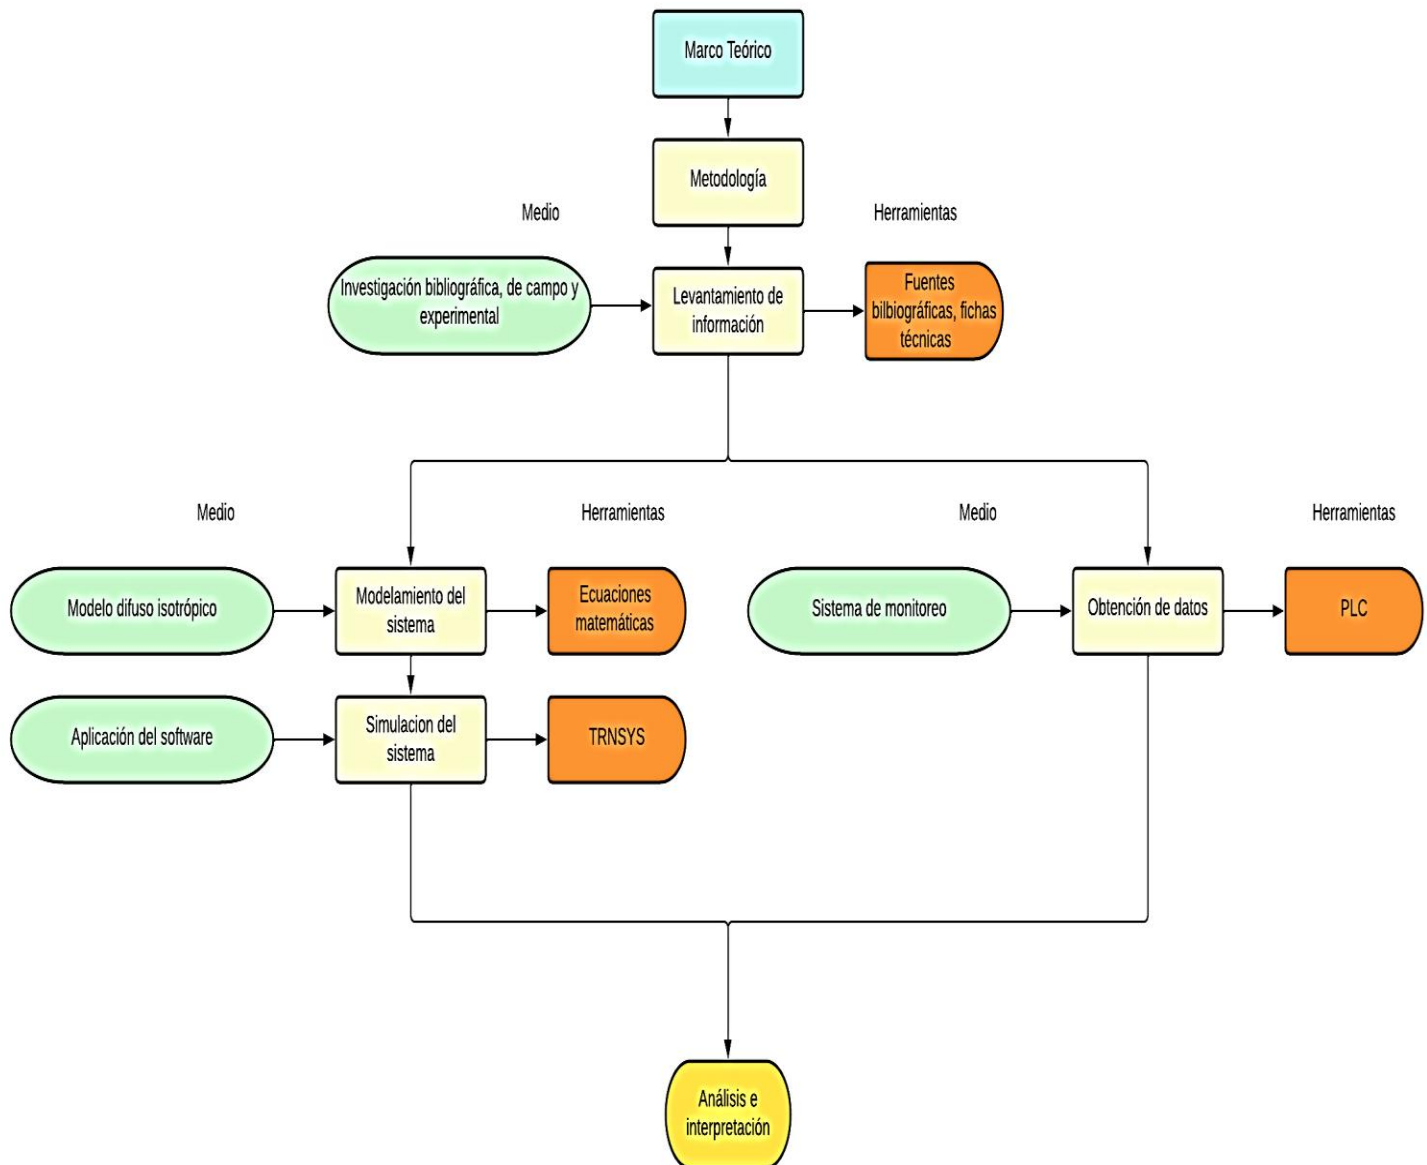 Marco Teórico
Metodología
Medio
Herramientas
Investigación bibliográfica, de campo y
experimental
Levantamiento de
información
Fuentes
bilbiográficas, fichas
técnicas
Medio
Herramientas
Medio
Herramientas
Modelo difuso isotrópico
Modelamiento del
sistema
Ecuaciones
matemáticas
Sistema de monitoreo
Obtención de datos
PLC
Aplicación del software
Simulacion del
sistema
TRNSYS
Análisis e
interpretación